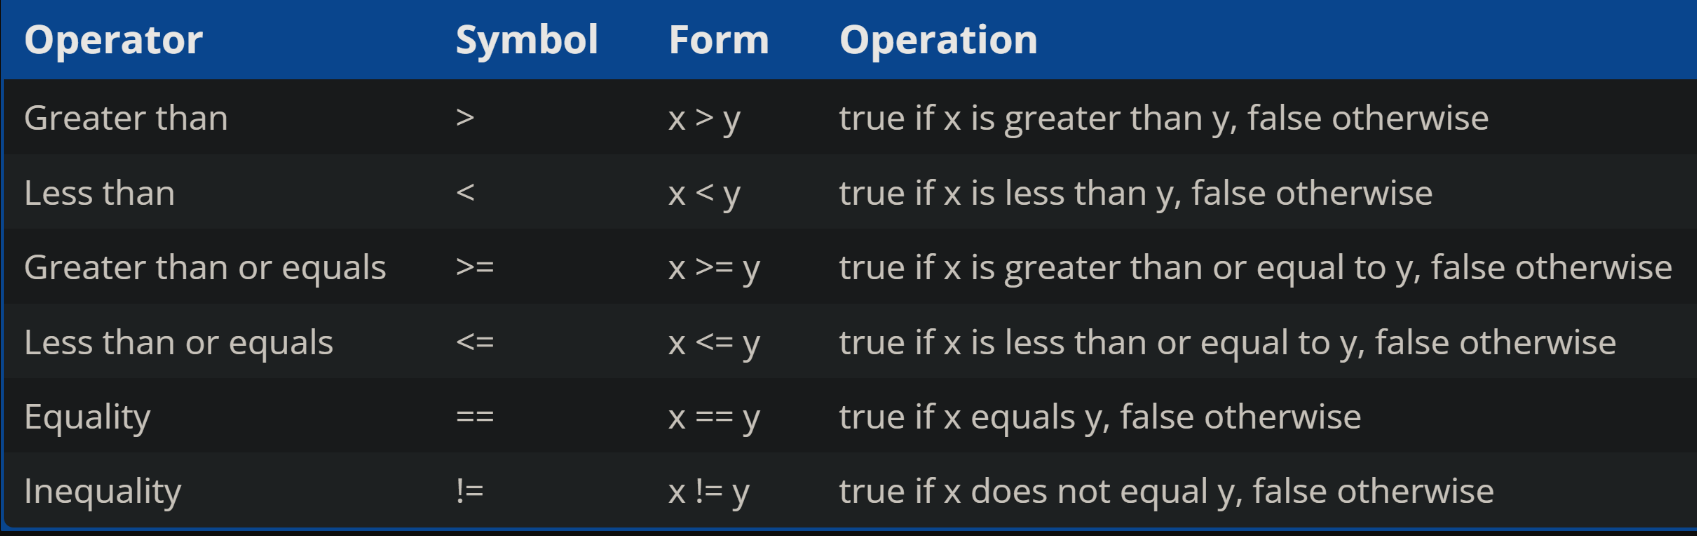 Operator Symbol Form Operation
Greater than > x > y true if x is greater than y, false otherwise
Less than < x < y true if x is less than y, false otherwise
Greater than or equals >= x >= y true if x is greater than or equal to y, false otherwise
Less than or equals <= x <= y true if x is less than or equal to y, false otherwise
Equality == x == y true if x equals y, false otherwise
Inequality != x != y true if x does not equal y, false otherwise